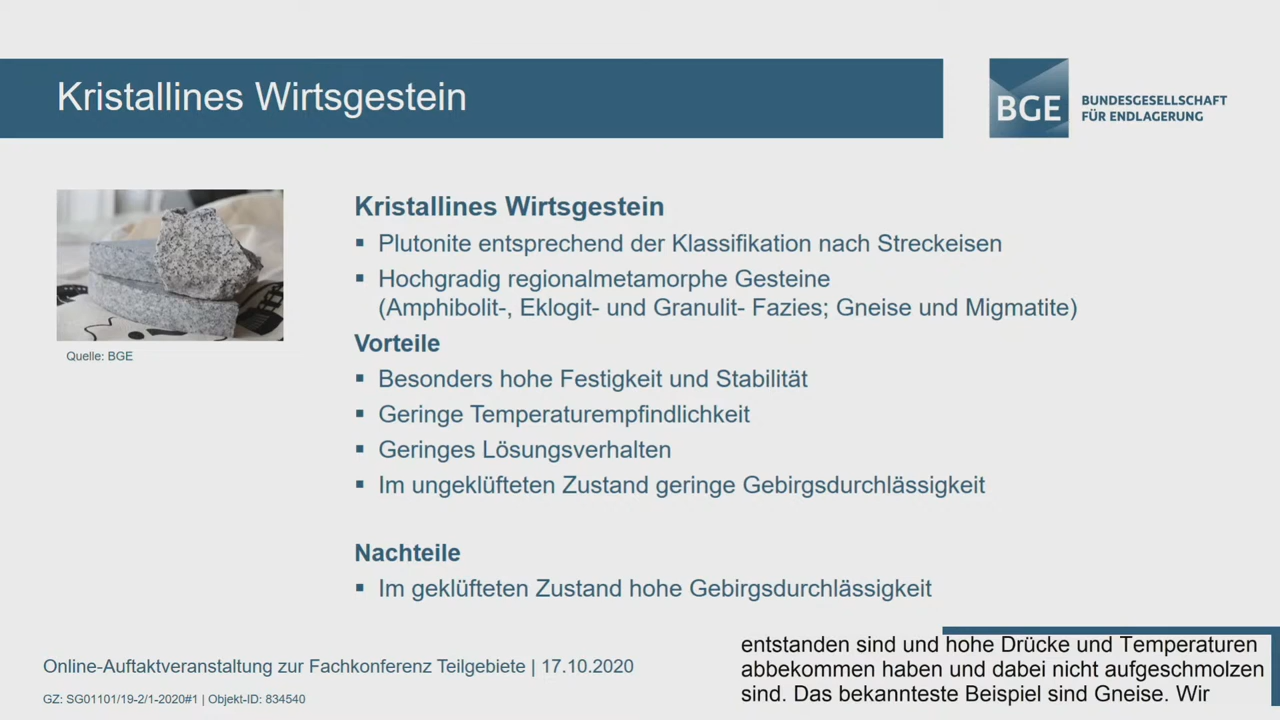 Kristallines Wirtsgestein
BGE
BUNDESGESELLSCHAFT
FÜR ENDLAGERUNG
Quelle: BGE
Kristallines Wirtsgestein
▪ Plutonite entsprechend der Klassifikation nach Streckeisen
▪ Hochgradig regionalmetamorphe Gesteine
(Amphibolit-, Eklogit- und Granulit- Fazies; Gneise und Migmatite)
Vorteile
▪ Besonders hohe Festigkeit und Stabilität
▪ Geringe Temperaturempfindlichkeit
▪ Geringes Lösungsverhalten
▪ Im ungeklüfteten Zustand geringe Gebirgsdurchlässigkeit
Nachteile
▪ Im geklüfteten Zustand hohe Gebirgsdurchlässigkeit
Online-Auftaktveranstaltung zur Fachkonferenz Teilgebiete | 17.10.2020
GZ: SG01101/19-2/1-2020#1 | Objekt-ID: 834540
entstanden sind und hohe Drücke und Temperaturen
abbekommen haben und dabei nicht aufgeschmolzen
sind. Das bekannteste Beispiel sind Gneise. Wir